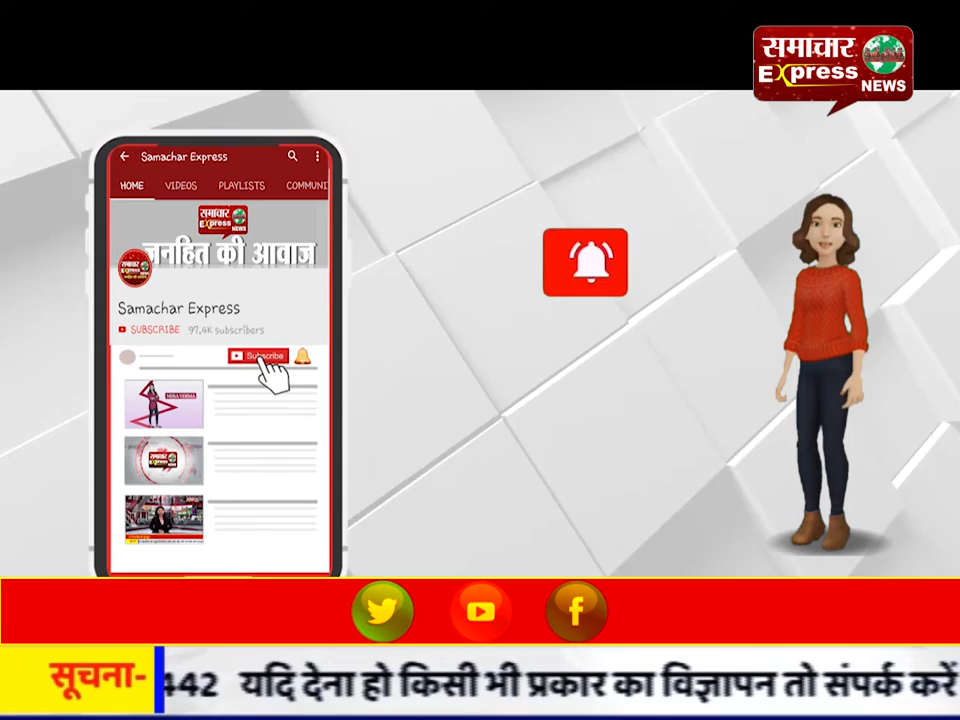 समाचार
Express
NEWS
Samachar Express
HOME VIDEOS PLAYLISTS COMMUNI
समाचार
Express
NEWS
जनहित की आवाज
Samachar Express
SUBSCRIBE 97.4K subscribers
Subscribe
सूचना- 442 यदि देना हो किसी भी प्रकार का विज्ञापन तो संपर्क करें